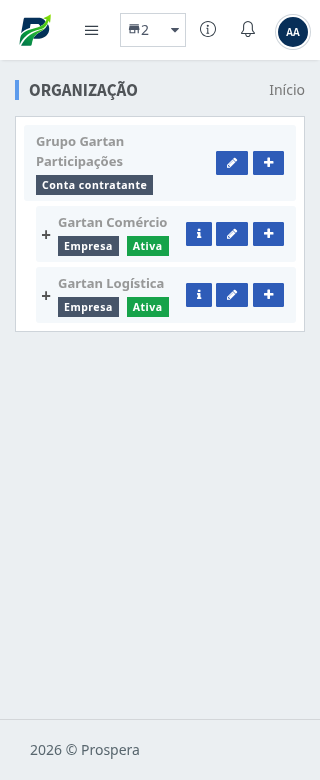 2
AA
ORGANIZAÇÃO
Início
Grupo Gartan
Participações
Conta contratante
Gartan Comércio
Empresa Ativa
Gartan Logística
Empresa Ativa
2026 © Prospera